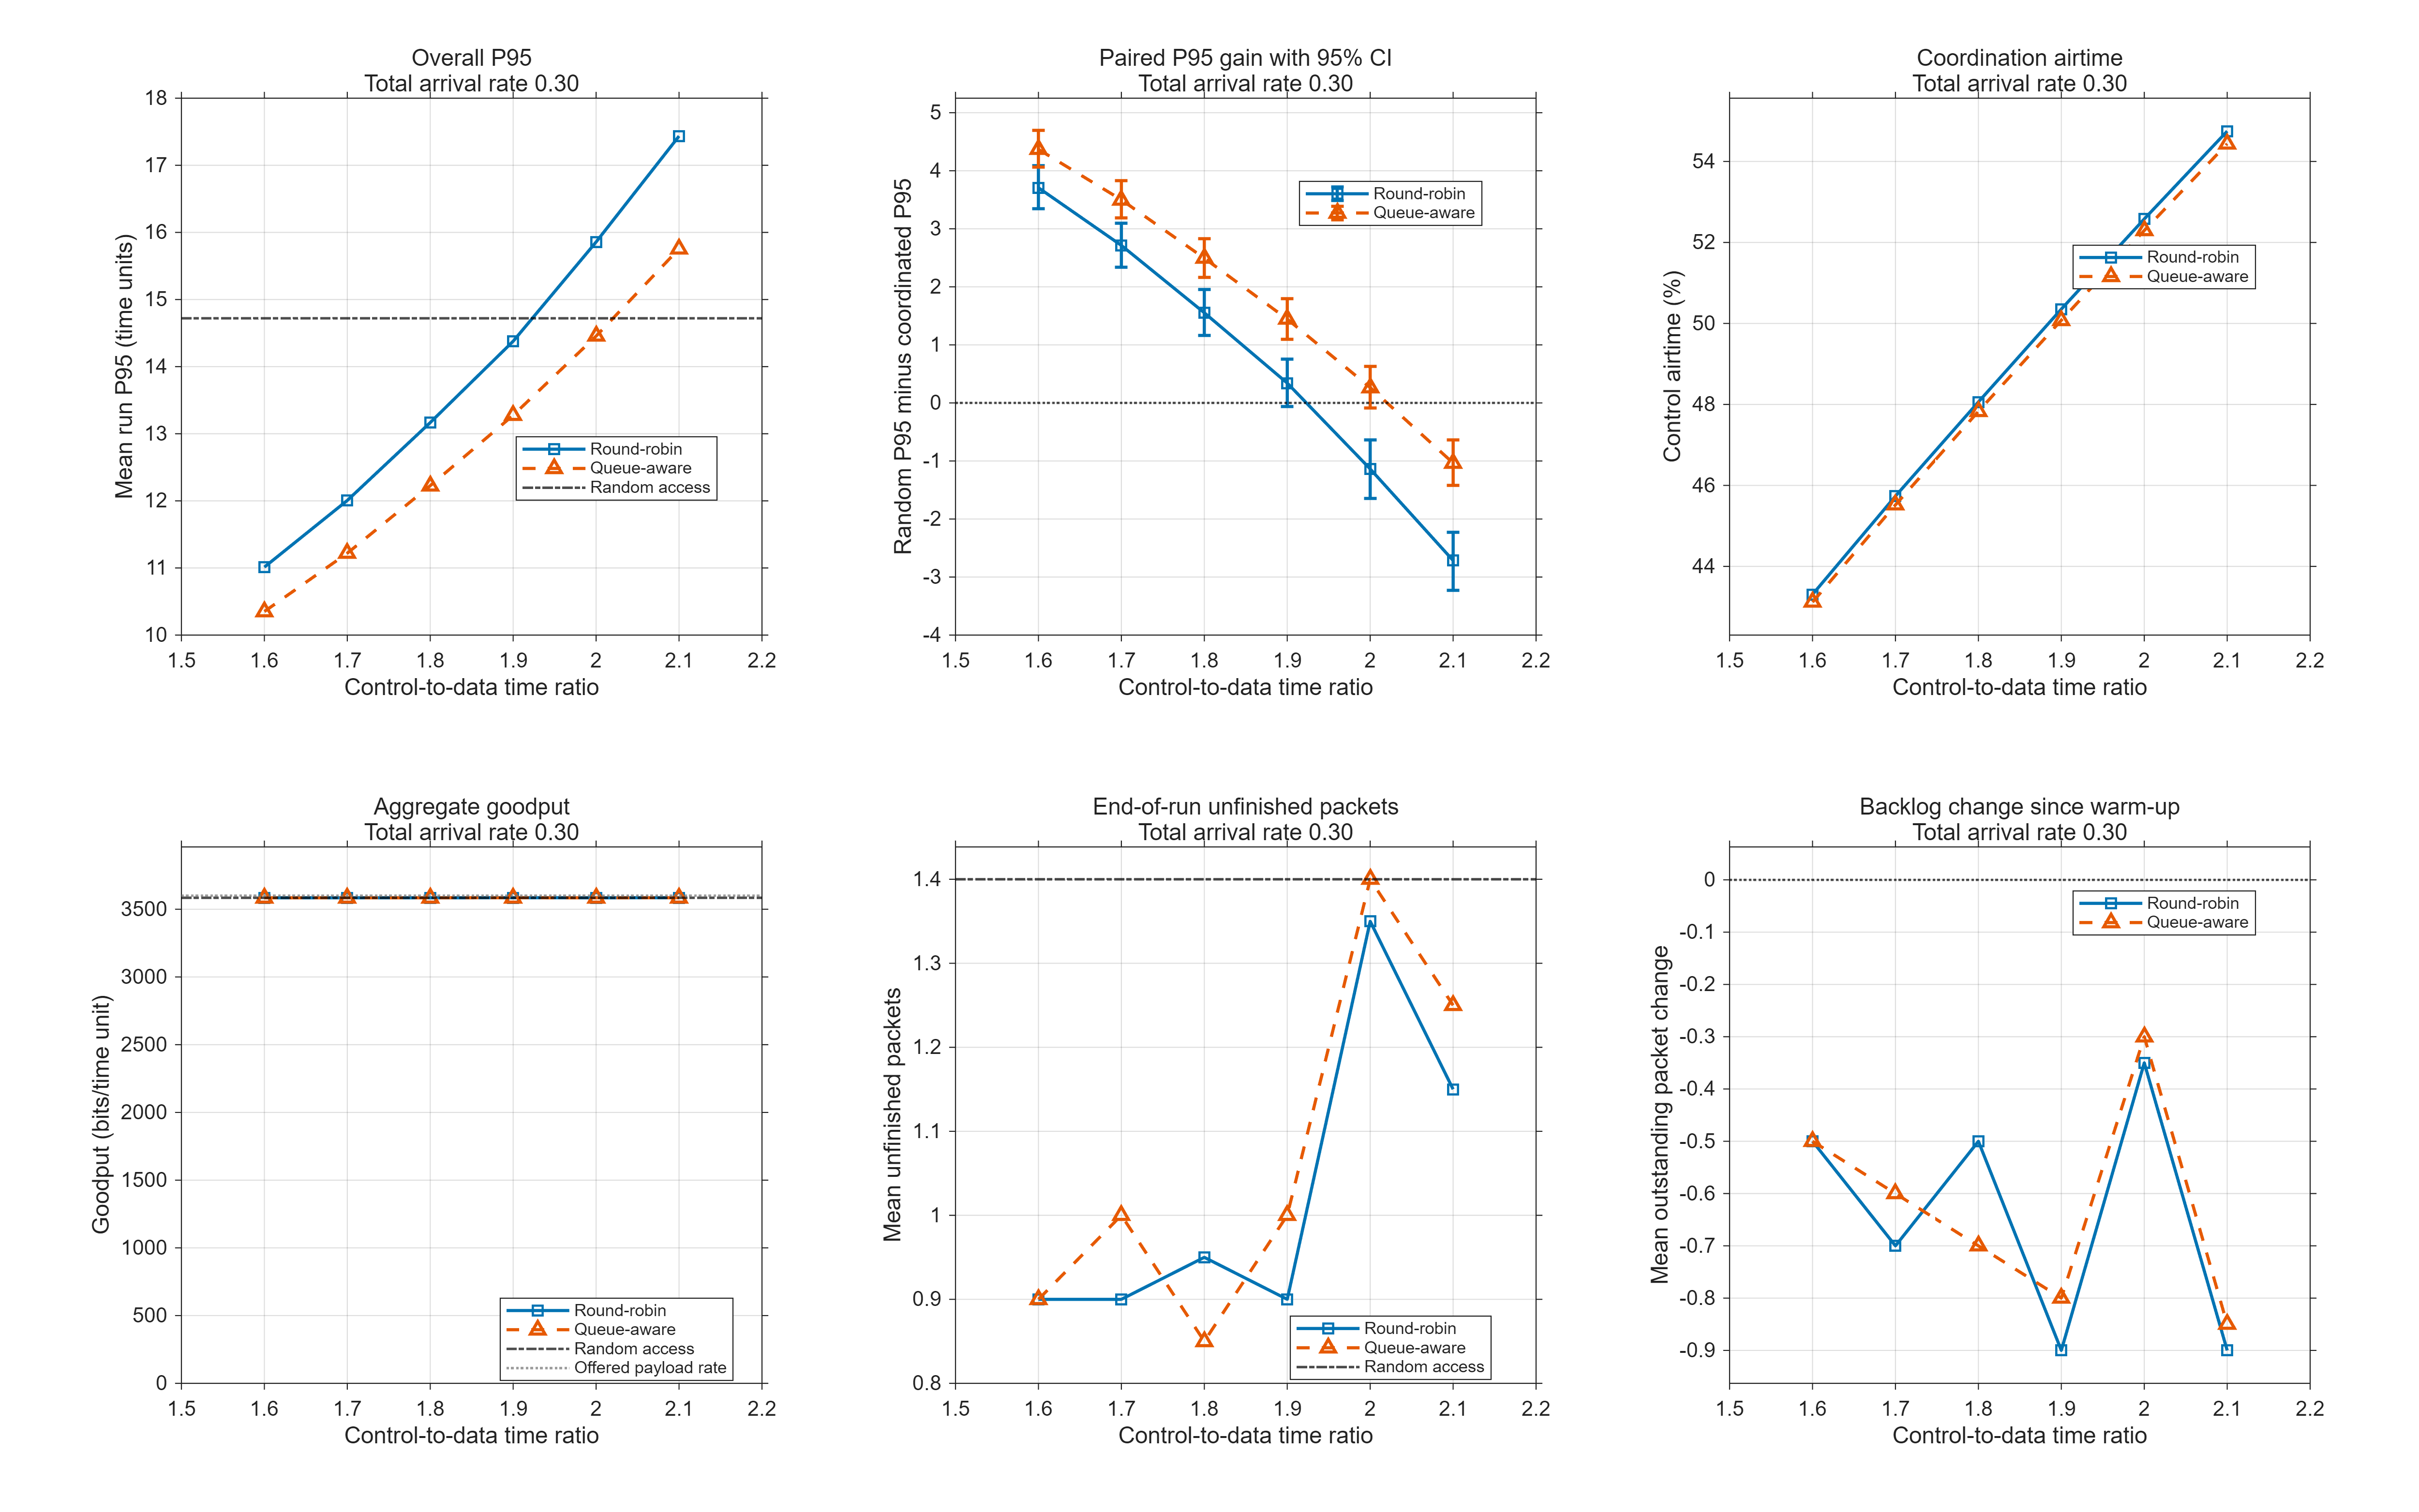 Overall P95
Total arrival rate 0.30
18
17
16
15
14
13
12
11
10
Mean run P95 (time units)
Round-robin
Queue-aware
Random access
1.5
1.6
1.7
1.8
1.9
2
2.1
2.2
Control-to-data time ratio
Paired P95 gain with 95% CI
Total arrival rate 0.30
5
4
3
2
1
0
-1
-2
-3
-4
Random P95 minus coordinated P95
Round-robin
Queue-aware
1.5
1.6
1.7
1.8
1.9
2
2.1
2.2
Control-to-data time ratio
Coordination airtime
Total arrival rate 0.30
54
52
50
48
46
44
Control airtime (%)
Round-robin
Queue-aware
1.5
1.6
1.7
1.8
1.9
2
2.1
2.2
Control-to-data time ratio
Aggregate goodput
Total arrival rate 0.30
3500
3000
2500
2000
1500
1000
500
0
Goodput (bits/time unit)
Round-robin
Queue-aware
Random access
Offered payload rate
1.5
1.6
1.7
1.8
1.9
2
2.1
2.2
Control-to-data time ratio
End-of-run unfinished packets
Total arrival rate 0.30
1.4
1.3
1.2
1.1
1
0.9
0.8
Mean unfinished packets
Round-robin
Queue-aware
Random access
1.5
1.6
1.7
1.8
1.9
2
2.1
2.2
Control-to-data time ratio
Backlog change since warm-up
Total arrival rate 0.30
0
-0.1
-0.2
-0.3
-0.4
-0.5
-0.6
-0.7
-0.8
-0.9
Mean outstanding packet change
Round-robin
Queue-aware
1.5
1.6
1.7
1.8
1.9
2
2.1
2.2
Control-to-data time ratio